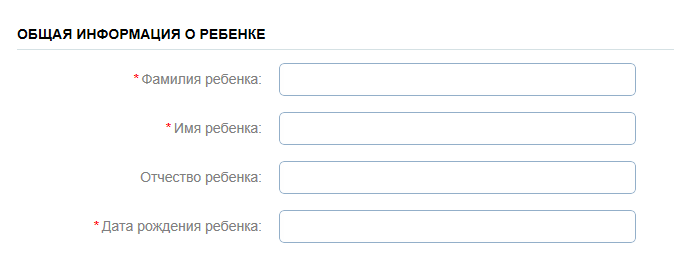 ОБЩАЯ ИНФОРМАЦИЯ О РЕБЕНКЕ
* Фамилия ребенка:
* Имя ребенка:
Отчество ребенка:
* Дата рождения ребенка: